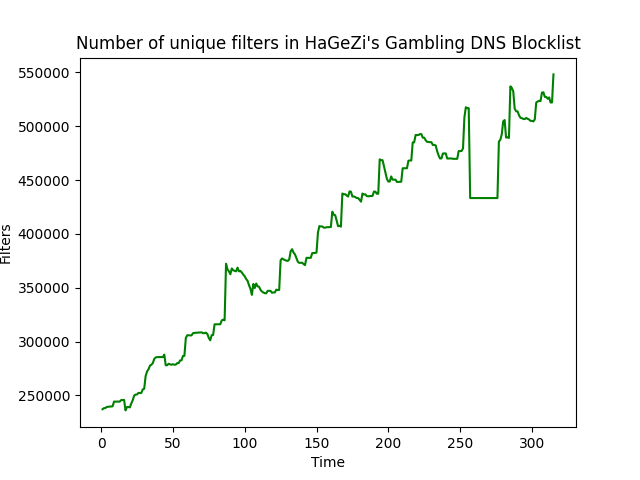 Number of unique filters in HaGeZi's Gambling DNS Blocklist
550000
500000
450000
400000
350000
300000
250000
Filters
0 50 100 150 200 250 300
Time